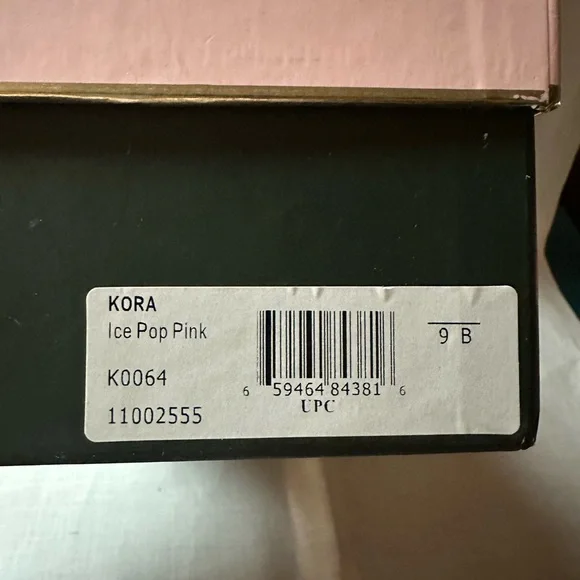 KORA
Ice Pop Pink
K0064
11002555
6 59464 84381 6
UPC
9 B